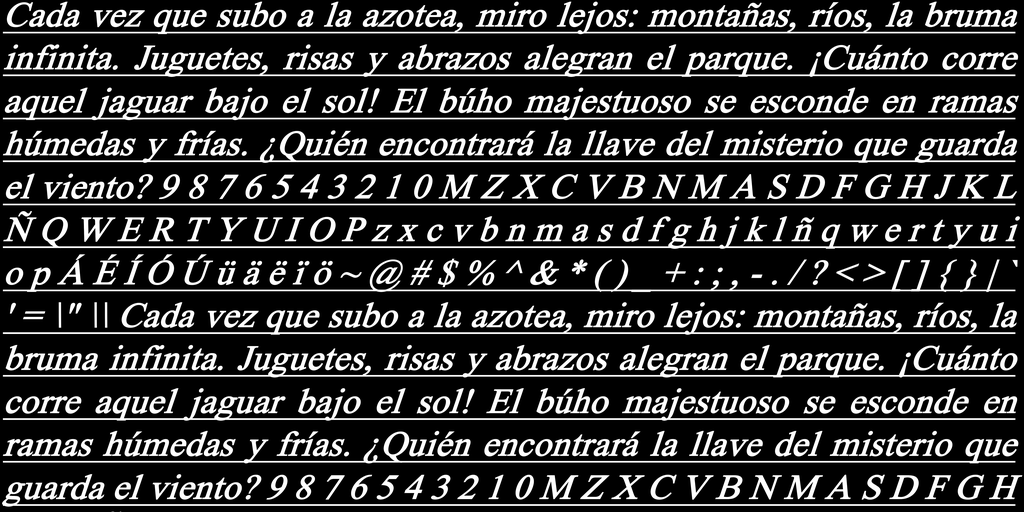 Cada vez que subo a la azotea, miro lejos: montañas, ríos, la bruma
infinita. Juguetes, risas y abrazos alegran el parque. ¡Cuánto corre
aquel jaguar bajo el sol! El búho majestuoso se esconde en ramas
húmedas y frías. ¿Quién encontrará la llave del misterio que guarda
el viento? 9 8 7 6 5 4 3 2 1 0 M Z X C V B N M A S D F G H J K L
Ñ Q W E R T Y U I O P z x c v b n m a s d f g h j k l ñ q w e r t y u i
o p Á É Í Ó Ú ü ä ë ï ö ~ @ # $ % ^ & * ( ) _ + : ; , - . / ? < > [ ] { } | `
' = \" \\ Cada vez que subo a la azotea, miro lejos: montañas, ríos, la
bruma infinita. Juguetes, risas y abrazos alegran el parque. ¡Cuánto
corre aquel jaguar bajo el sol! El búho majestuoso se esconde en
ramas húmedas y frías. ¿Quién encontrará la llave del misterio que
guarda el viento? 9 8 7 6 5 4 3 2 1 0 M Z X C V B N M A S D F G H